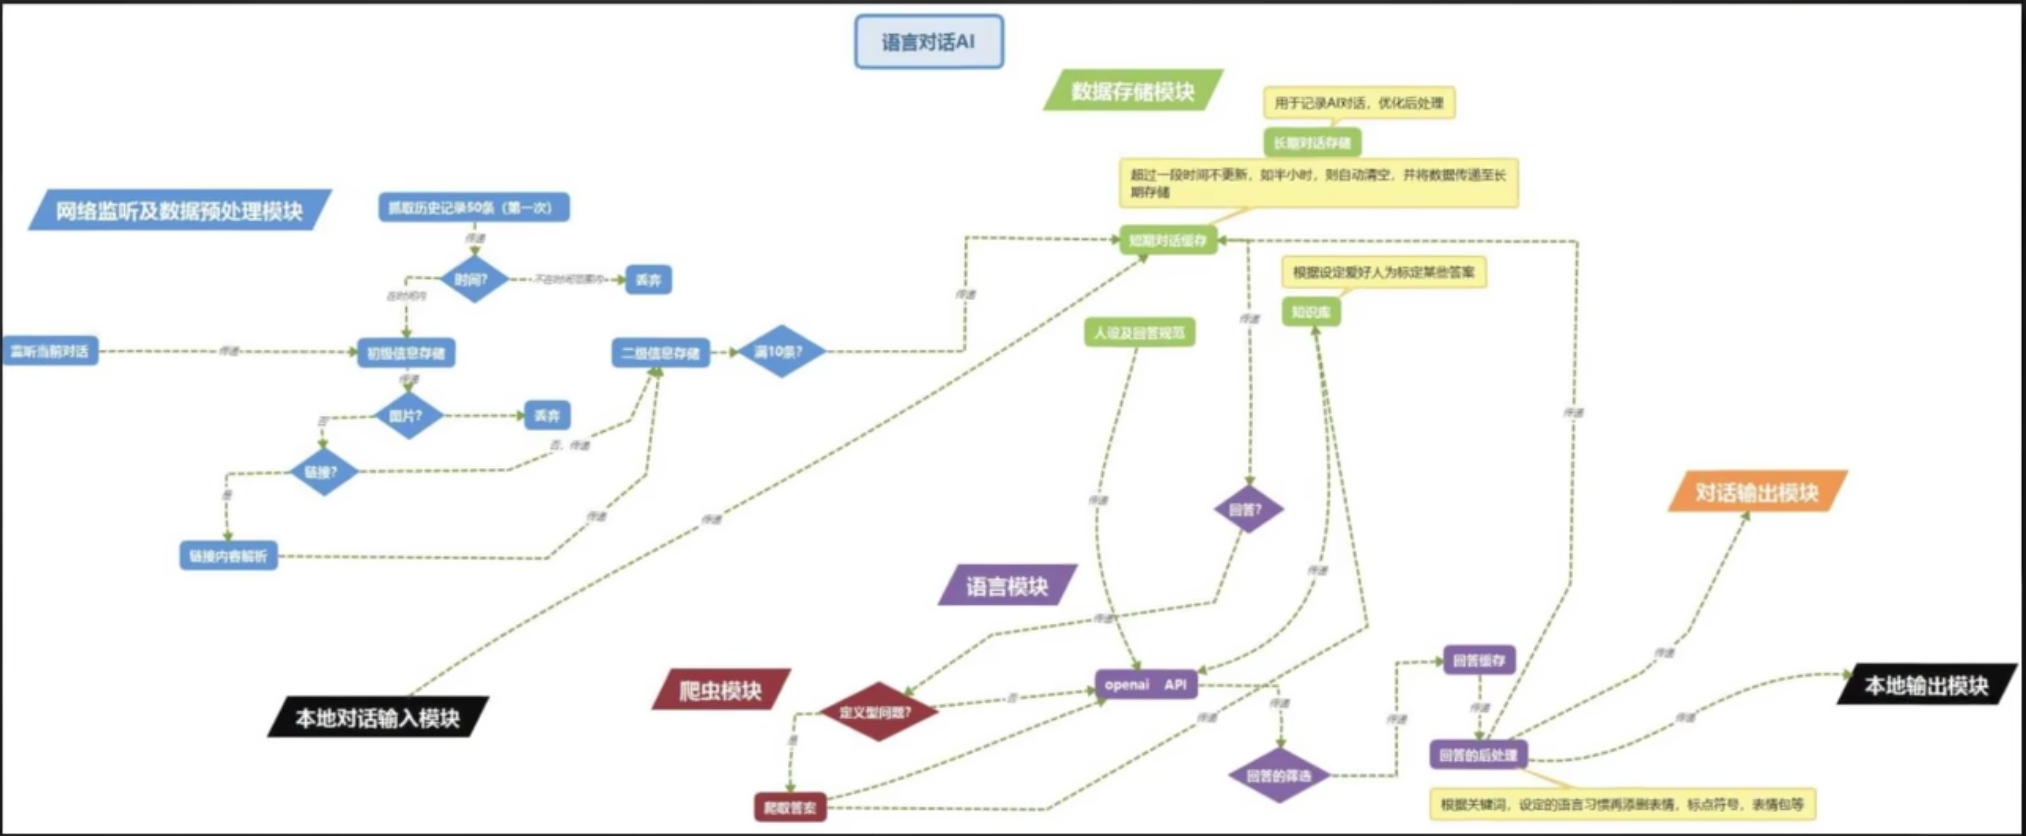 语言对话AI
数据存储模块
用于记录AI对话，优化后处理
长期对话存储
超过一段时间不更新，如半小时，则自动清空，并将数据传递至长
期存储
网络监听及数据预处理模块
抓取历史记录50条（第一次）
传递
时间？
不在时间范围内
丢弃
在时间内
短期对话缓存
根据设定爱好人为标定某些答案
知识库
人设及回答规范
传递
传递
监听当前对话
传递
初级信息存储
二级信息存储
满10条？
传递
图片？
丢弃
否
否，传递
链接？
是
传递
链接内容解析
传递
传递
传递
回答？
对话输出模块
传递
语言模块
传递
爬虫模块
定义型问题？
否
openai API
回答缓存
传递
本地输出模块
本地对话输入模块
是
传递
传递
传递
传递
传递
回答的后处理
爬取答案
回答的筛选
根据关键词，设定的语言习惯再添删表情，标点符号，表情包等